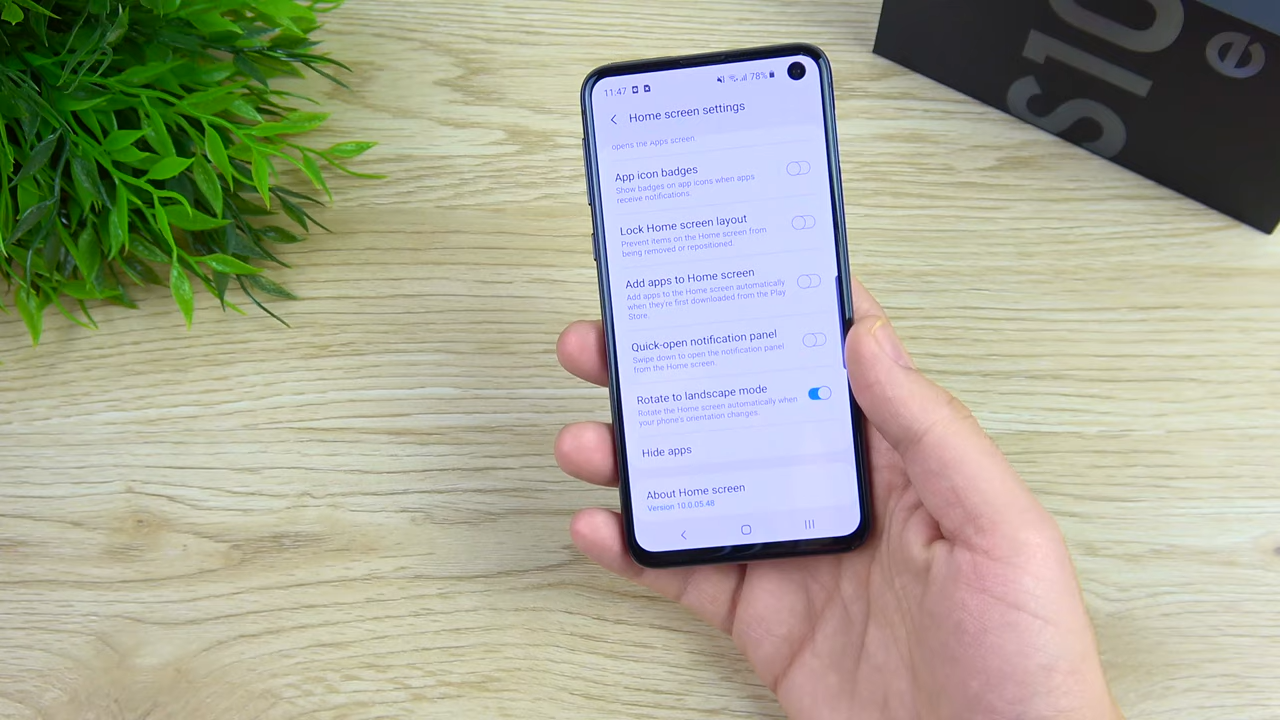 11:47 78%
Home screen settings
opens the Apps screen
App icon badges
Show badges on app icons when apps
receive notifications.
Lock Home screen layout
Prevent items on the Home screen from
being removed or repositioned.
Add apps to Home screen
Add apps to the Home screen automatically
when they're first downloaded from the Play
Store.
Quick-open notification panel
Swipe down to open the notification panel
from the Home screen.
Rotate to landscape mode
Rotate the Home screen automatically when
your phone's orientation changes.
Hide apps
About Home screen
Version 10.0.05.48
S10 e